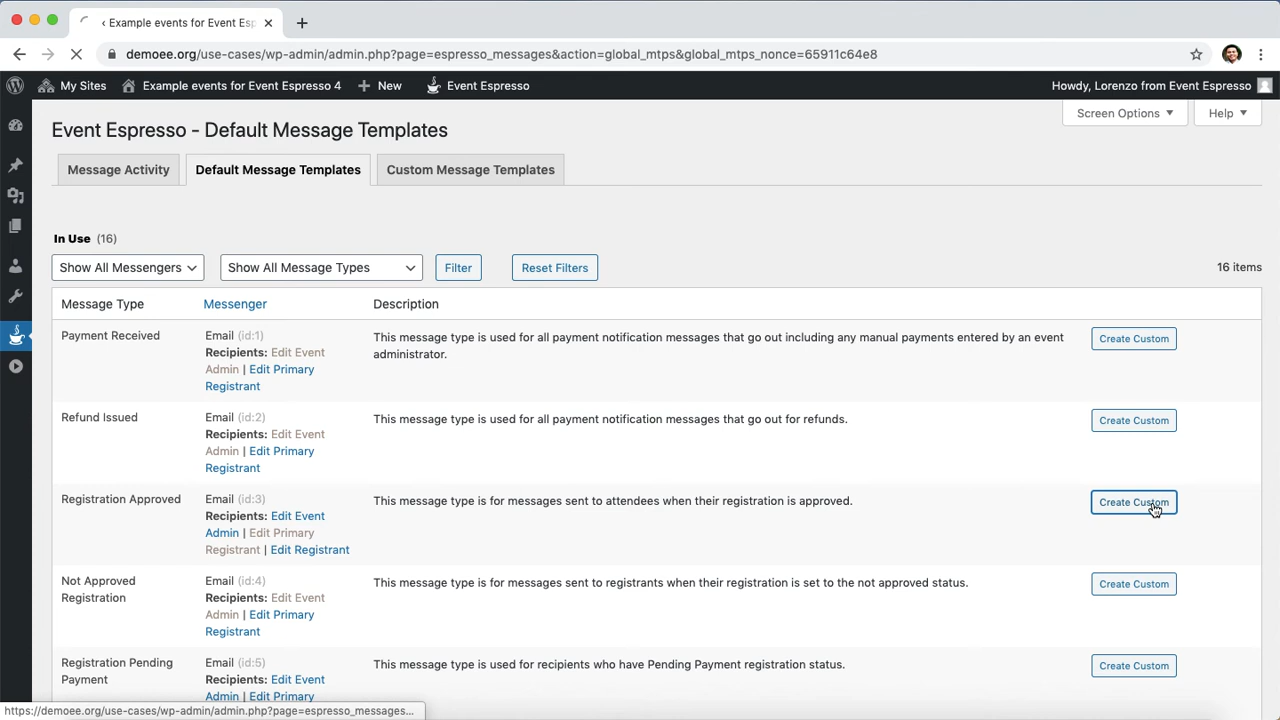 ‹ Example events for Event Esp
demoee.org/use-cases/wp-admin/admin.php?page=espresso_messages&action=global_mtps&global_mtps_nonce=65911c64e8
My Sites Example events for Event Espresso 4 New Event Espresso Howdy, Lorenzo from Event Espresso
Screen Options Help
Event Espresso - Default Message Templates
Message Activity Default Message Templates Custom Message Templates
In Use (16)
Show All Messengers Show All Message Types Filter Reset Filters 16 items
Message Type Messenger Description
Payment Received Email (id:1) This message type is used for all payment notification messages that go out including any manual payments entered by an event Create Custom
Recipients: Edit Event administrator.
Admin | Edit Primary
Registrant
Refund Issued Email (id:2) This message type is used for all payment notification messages that go out for refunds. Create Custom
Recipients: Edit Event
Admin | Edit Primary
Registrant
Registration Approved Email (id:3) This message type is for messages sent to attendees when their registration is approved. Create Custom
Recipients: Edit Event
Admin | Edit Primary
Registrant | Edit Registrant
Not Approved Email (id:4) This message type is for messages sent to registrants when their registration is set to the not approved status. Create Custom
Registration Recipients: Edit Event
Admin | Edit Primary
Registrant
Registration Pending Email (id:5) This message type is used for recipients who have Pending Payment registration status. Create Custom
Payment Recipients: Edit Event
Admin | Edit Primary
https://demoee.org/use-cases/wp-admin/admin.php?page=espresso_messages...